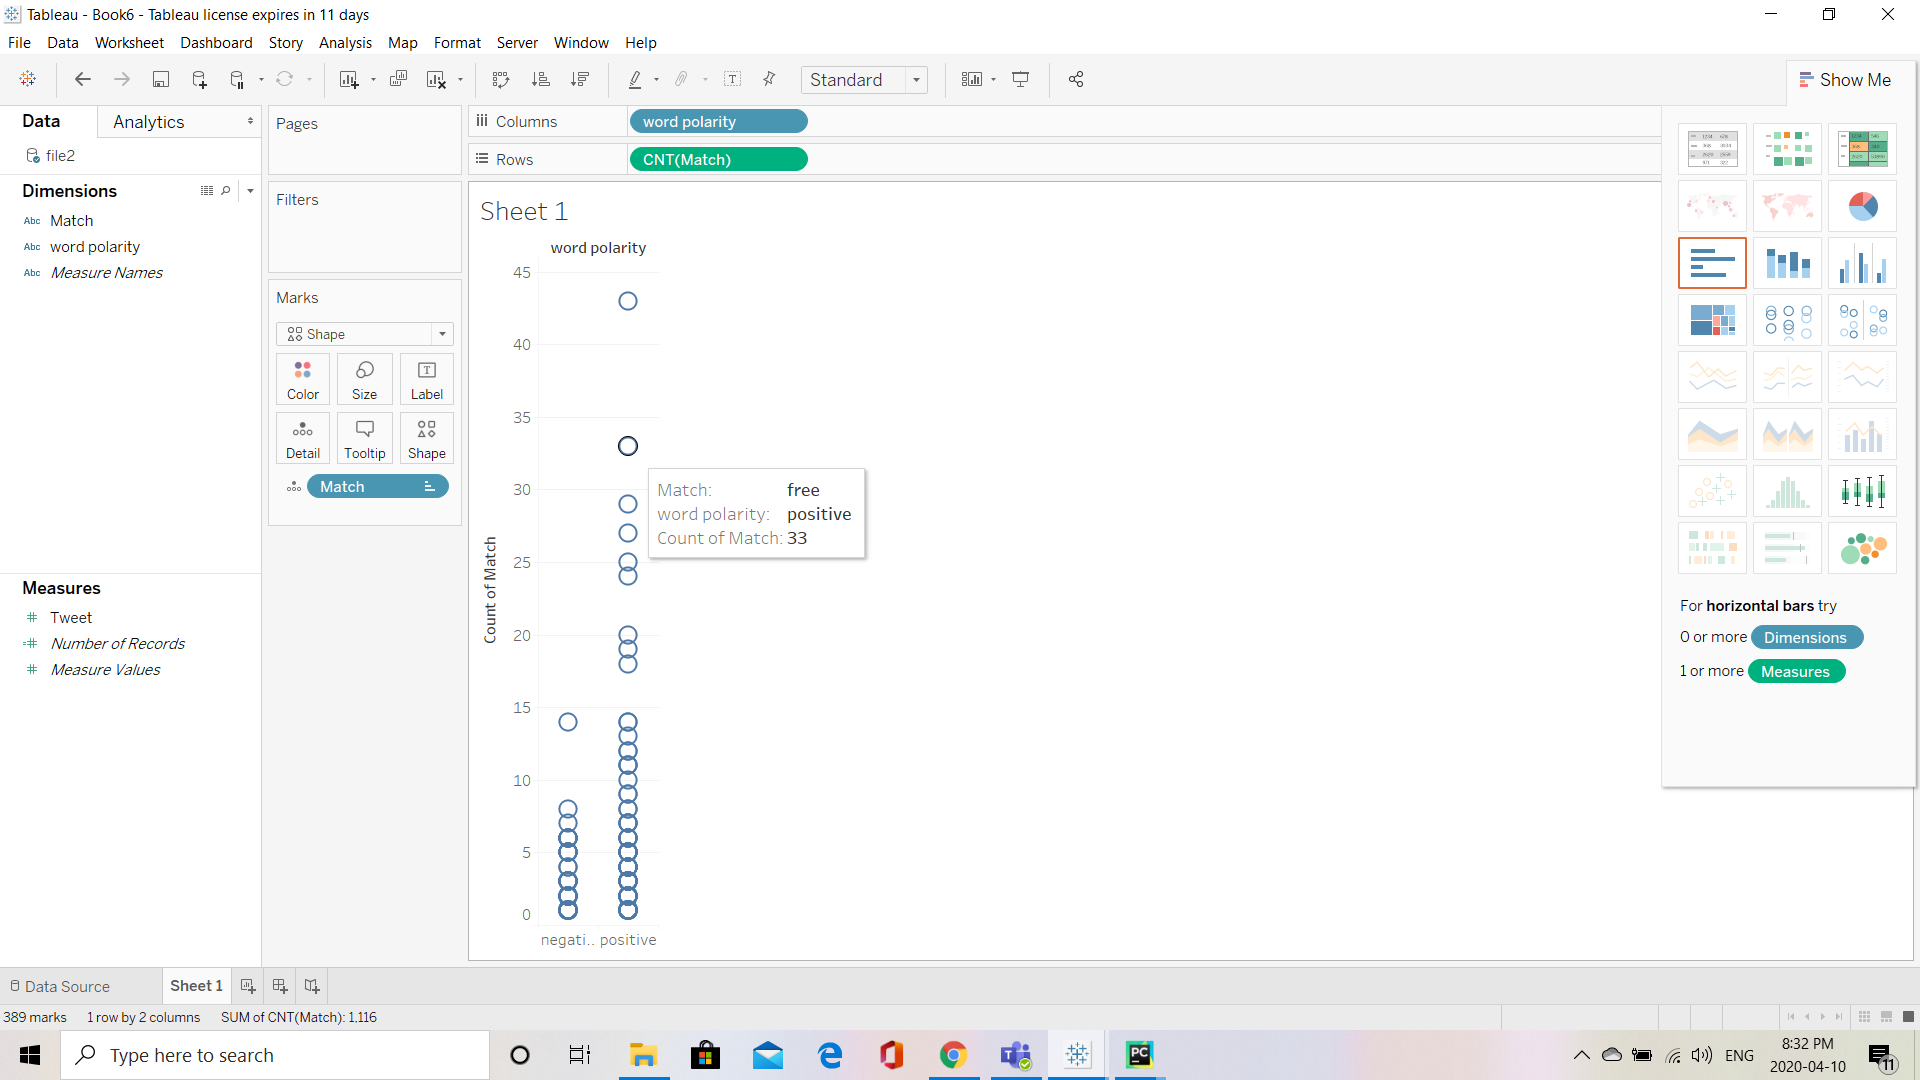 Tableau - Book6 - Tableau license expires in 11 days
File Data Worksheet Dashboard Story Analysis Map Format Server Window Help
Standard
Show Me
Data Analytics
file2
Dimensions
Abc Match
Abc word polarity
Abc Measure Names
Measures
Tweet
Number of Records
Measure Values
Pages
Filters
Marks
Shape
Color Size Label
Detail Tooltip Shape
Match
Columns word polarity
Rows CNT(Match)
Sheet 1
word polarity
45
40
35
30
25
20
15
10
5
0
Count of Match
negati.. positive
Match: free
word polarity: positive
Count of Match: 33
For horizontal bars try
0 or more Dimensions
1 or more Measures
Data Source Sheet 1
389 marks 1 row by 2 columns SUM of CNT(Match): 1,116
Type here to search
PC
ENG
8:32 PM
2020-04-10
11